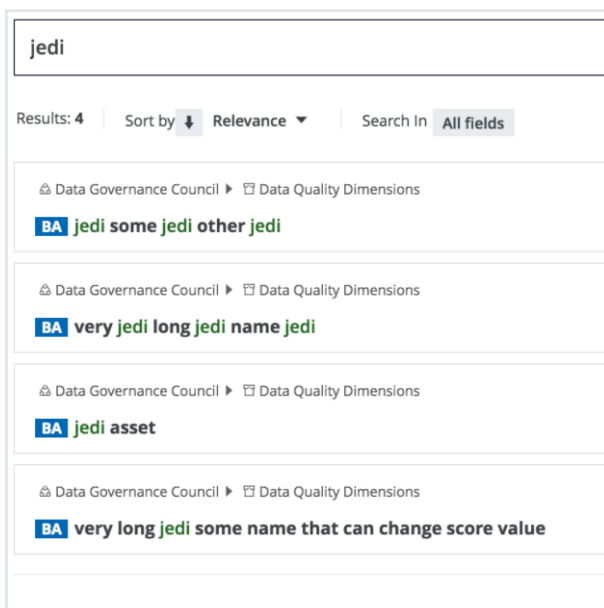 jedi
Results: 4 Sort by Relevance Search In All fields
Data Governance Council Data Quality Dimensions
BA jedi some jedi other jedi
Data Governance Council Data Quality Dimensions
BA very jedi long jedi name jedi
Data Governance Council Data Quality Dimensions
BA jedi asset
Data Governance Council Data Quality Dimensions
BA very long jedi some name that can change score value